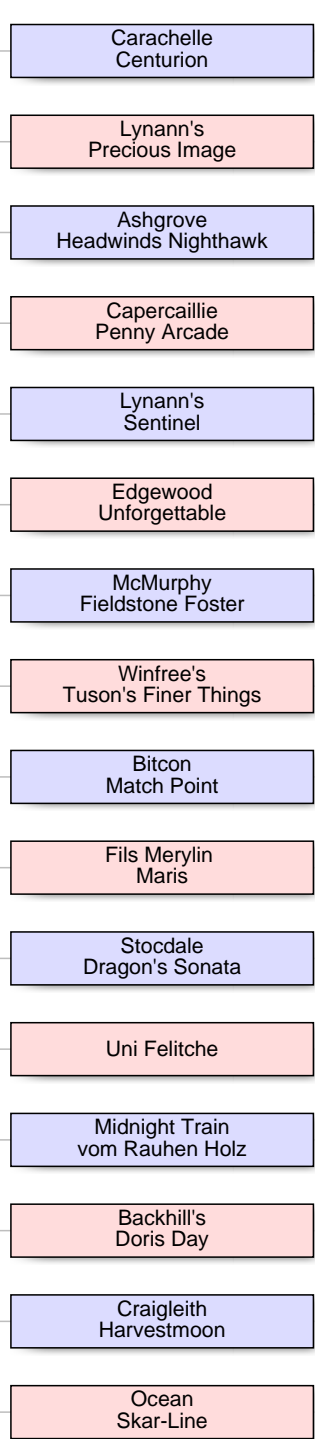 Carachelle
Centurion
Lynann's
Precious Image
Ashgrove
Headwinds Nighthawk
Capercaillie
Penny Arcade
Lynann's
Sentinel
Edgewood
Unforgettable
McMurphy
Fieldstone Foster
Winfree's
Tuson's Finer Things
Bitcon
Match Point
Fils Merylin
Maris
Stocdale
Dragon's Sonata
Uni Felitche
Midnight Train
vom Rauhen Holz
Backhill's
Doris Day
Craigleith
Harvestmoon
Ocean
Skar-Line